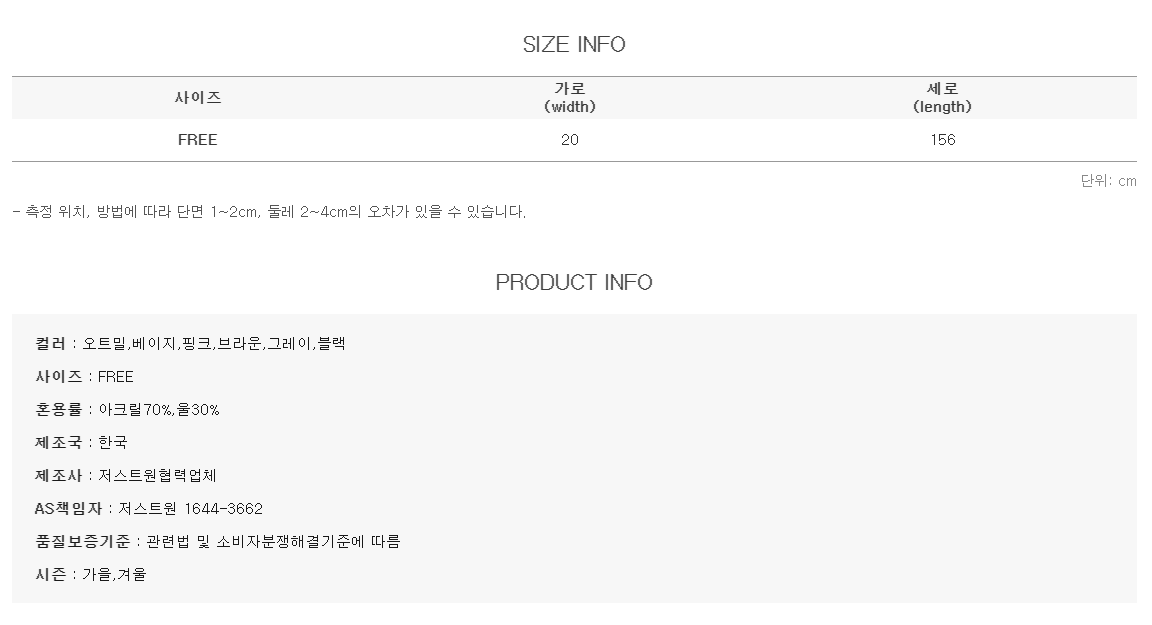 SIZE INFO
사이즈 가로 (width) 세로 (length)
FREE 20 156
단위: cm
- 측정 위치, 방법에 따라 단면 1~2cm, 둘레 2~4cm의 오차가 있을 수 있습니다.
PRODUCT INFO
컬러 : 오트밀,베이지,핑크,브라운,그레이,블랙
사이즈 : FREE
혼용률 : 아크릴70%,울30%
제조국 : 한국
제조사 : 저스트원협력업체
AS책임자 : 저스트원 1644-3662
품질보증기준 : 관련법 및 소비자분쟁해결기준에 따름
시즌 : 가을,겨울